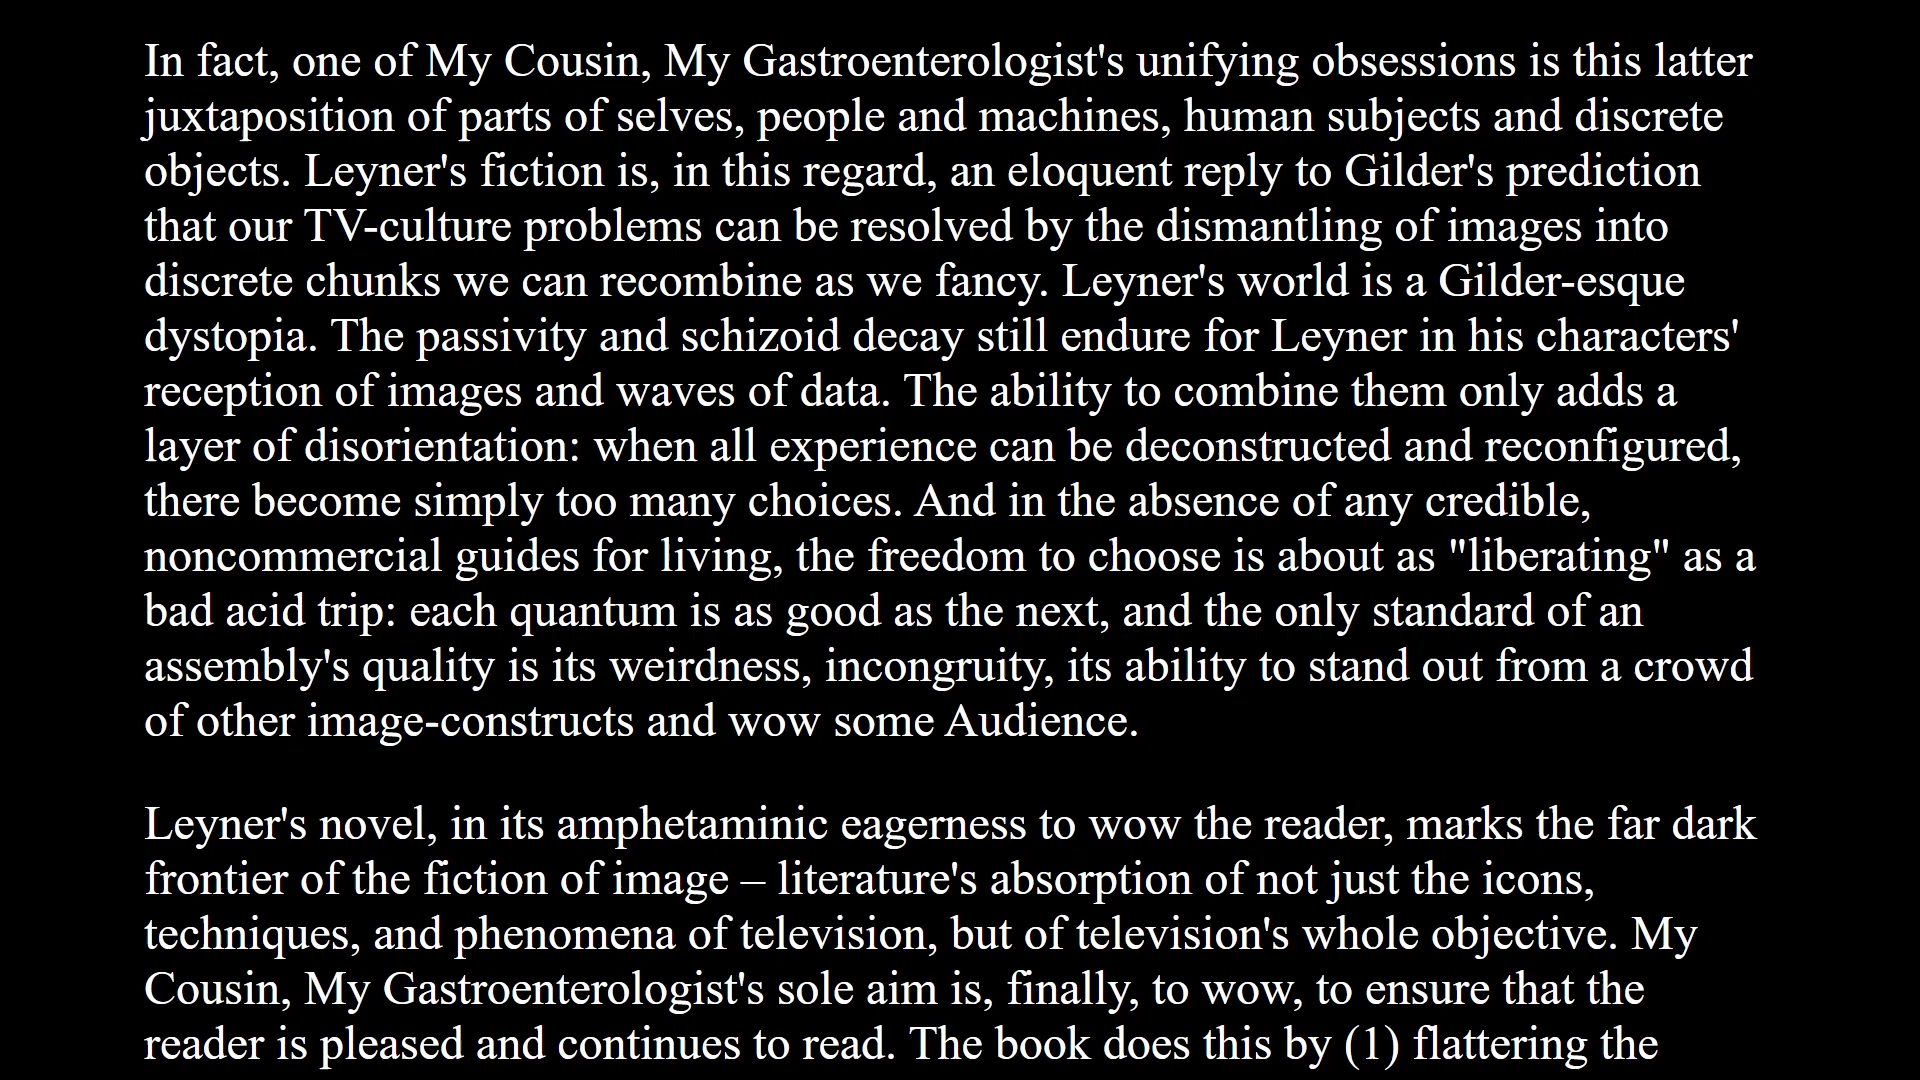 In fact, one of My Cousin, My Gastroenterologist's unifying obsessions is this latter
juxtaposition of parts of selves, people and machines, human subjects and discrete
objects. Leyner's fiction is, in this regard, an eloquent reply to Gilder's prediction
that our TV-culture problems can be resolved by the dismantling of images into
discrete chunks we can recombine as we fancy. Leyner's world is a Gilder-esque
dystopia. The passivity and schizoid decay still endure for Leyner in his characters'
reception of images and waves of data. The ability to combine them only adds a
layer of disorientation: when all experience can be deconstructed and reconfigured,
there become simply too many choices. And in the absence of any credible,
noncommercial guides for living, the freedom to choose is about as "liberating" as a
bad acid trip: each quantum is as good as the next, and the only standard of an
assembly's quality is its weirdness, incongruity, its ability to stand out from a crowd
of other image-constructs and wow some Audience.
Leyner's novel, in its amphetaminic eagerness to wow the reader, marks the far dark
frontier of the fiction of image – literature's absorption of not just the icons,
techniques, and phenomena of television, but of television's whole objective. My
Cousin, My Gastroenterologist's sole aim is, finally, to wow, to ensure that the
reader is pleased and continues to read. The book does this by (1) flattering the